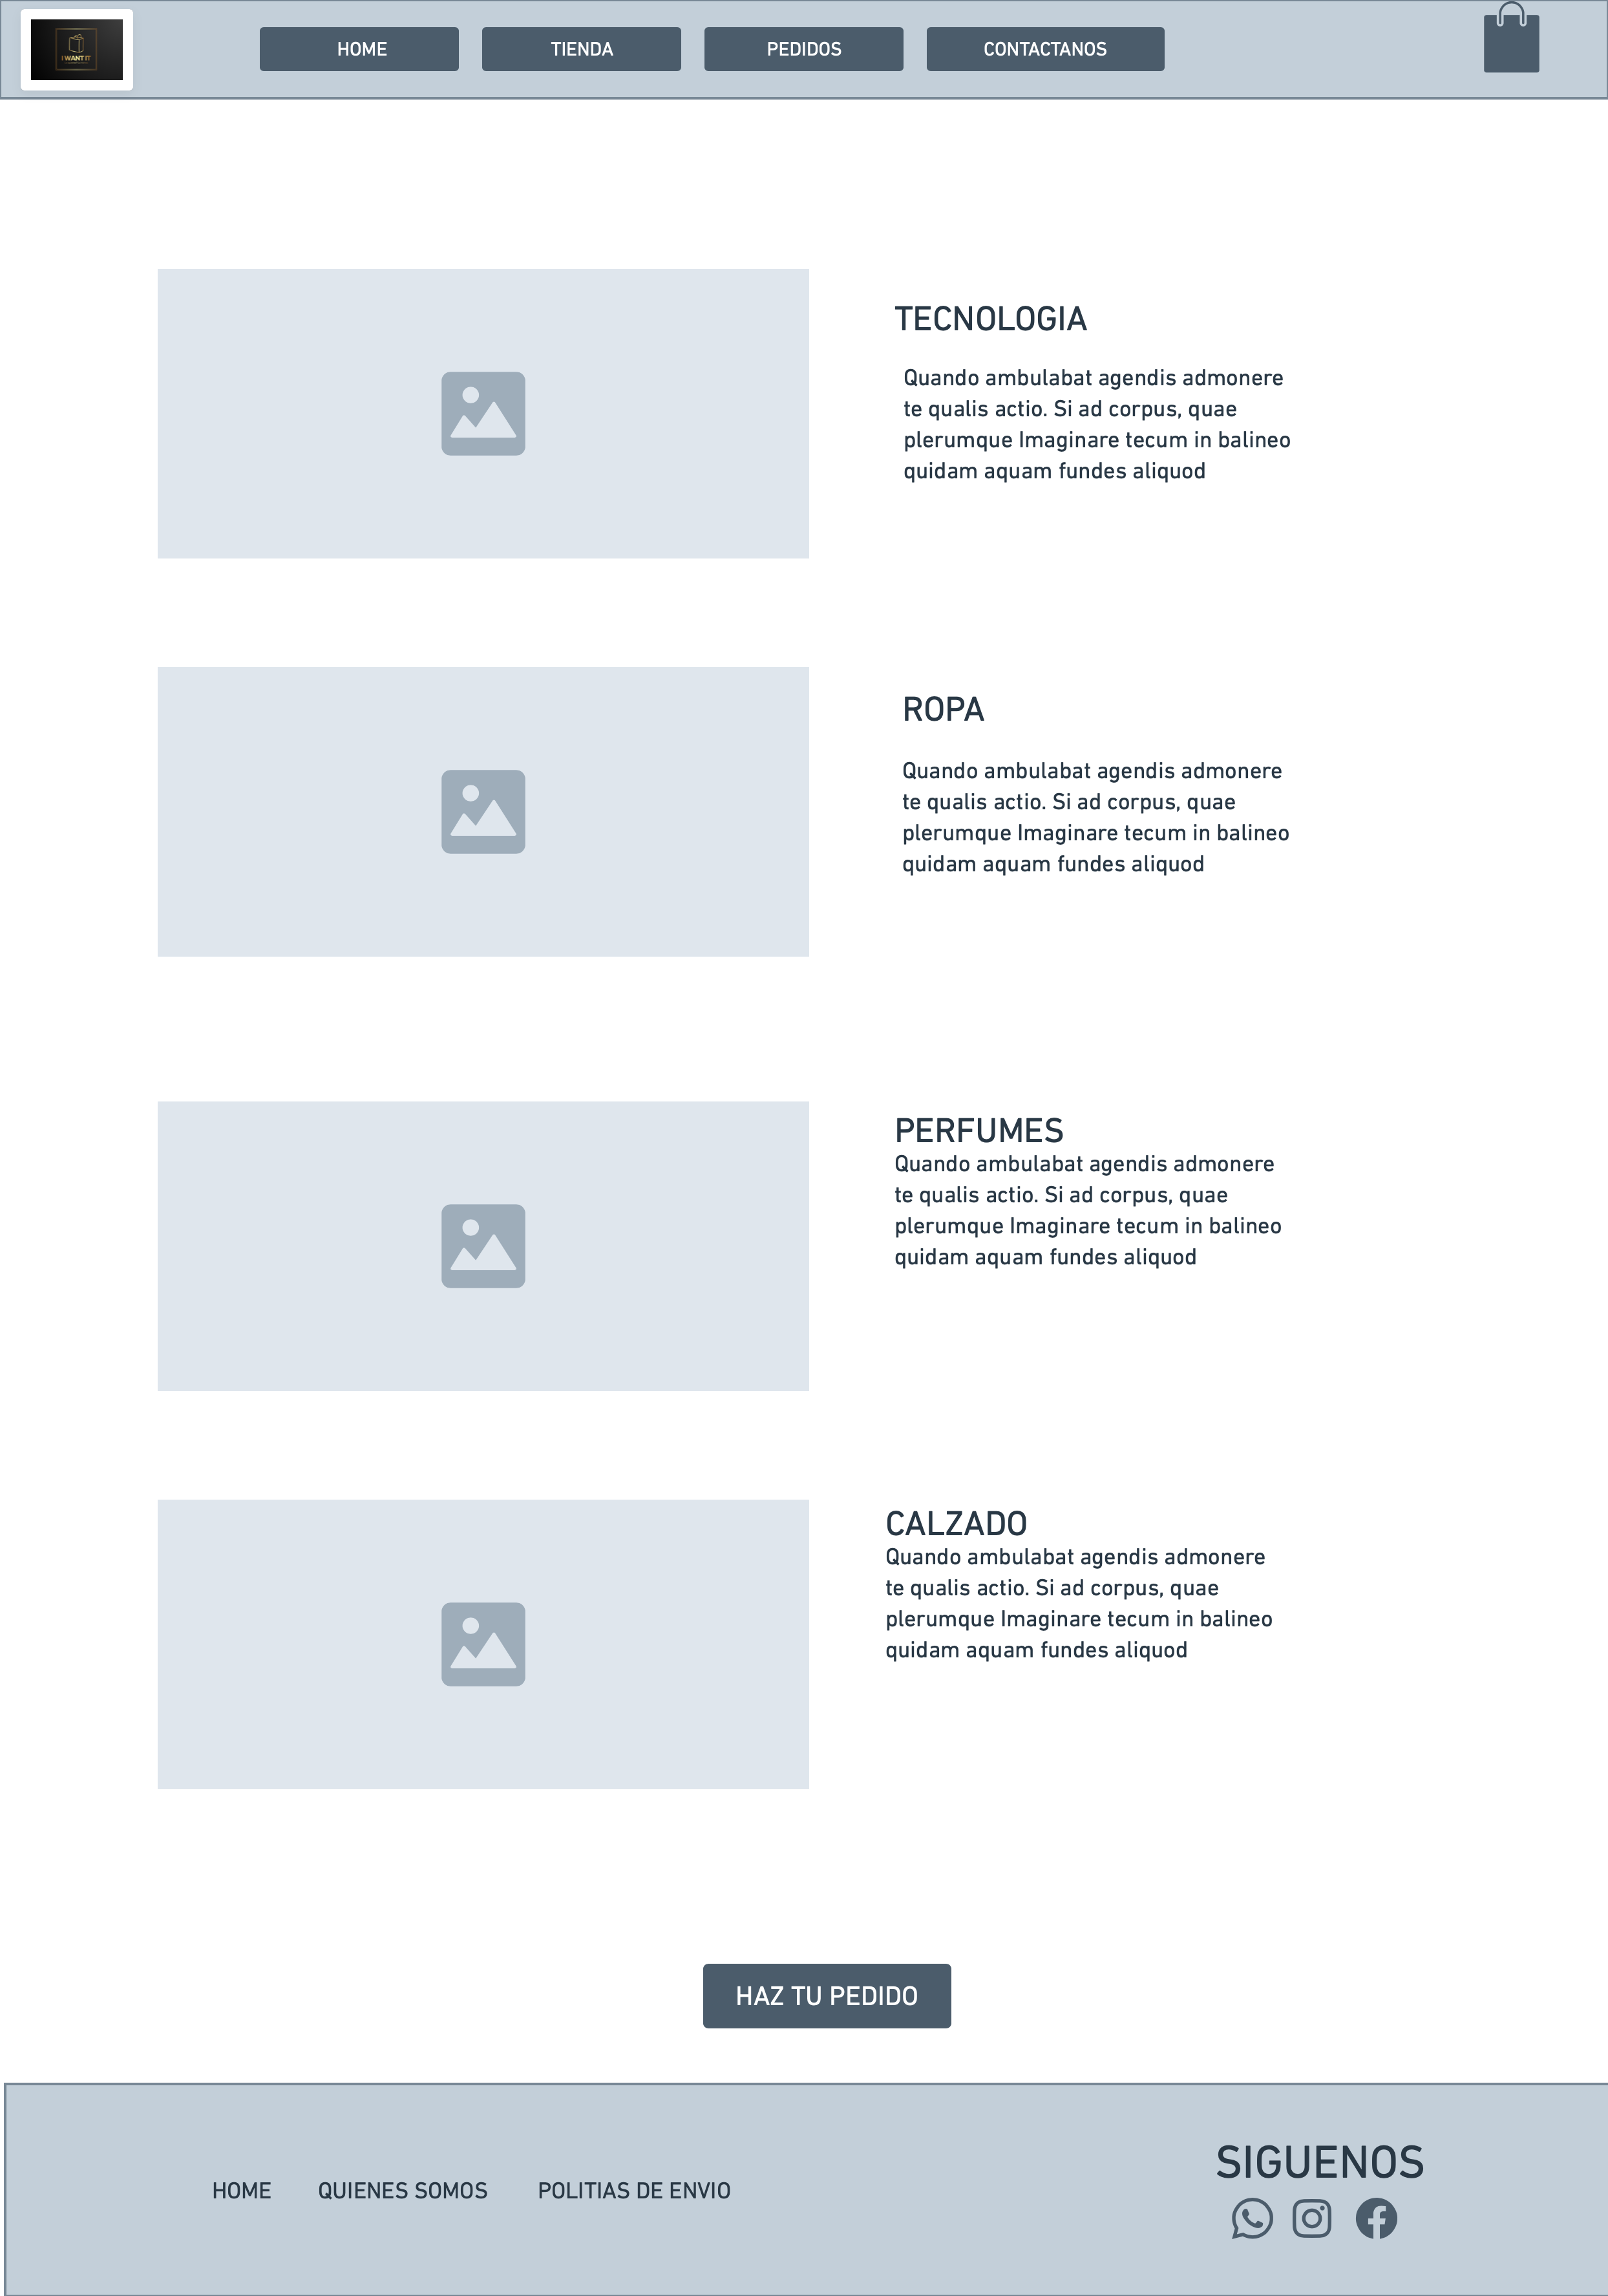 I WANT IT
HOME
TIENDA
PEDIDOS
CONTACTANOS
TECNOLOGIA
Quando ambulabat agendis admonere
te qualis actio. Si ad corpus, quae
plerumque Imaginare tecum in balineo
quidam aquam fundes aliquod
ROPA
Quando ambulabat agendis admonere
te qualis actio. Si ad corpus, quae
plerumque Imaginare tecum in balineo
quidam aquam fundes aliquod
PERFUMES
Quando ambulabat agendis admonere
te qualis actio. Si ad corpus, quae
plerumque Imaginare tecum in balineo
quidam aquam fundes aliquod
CALZADO
Quando ambulabat agendis admonere
te qualis actio. Si ad corpus, quae
plerumque Imaginare tecum in balineo
quidam aquam fundes aliquod
HAZ TU PEDIDO
HOME
QUIENES SOMOS
POLITIAS DE ENVIO
SIGUENOS